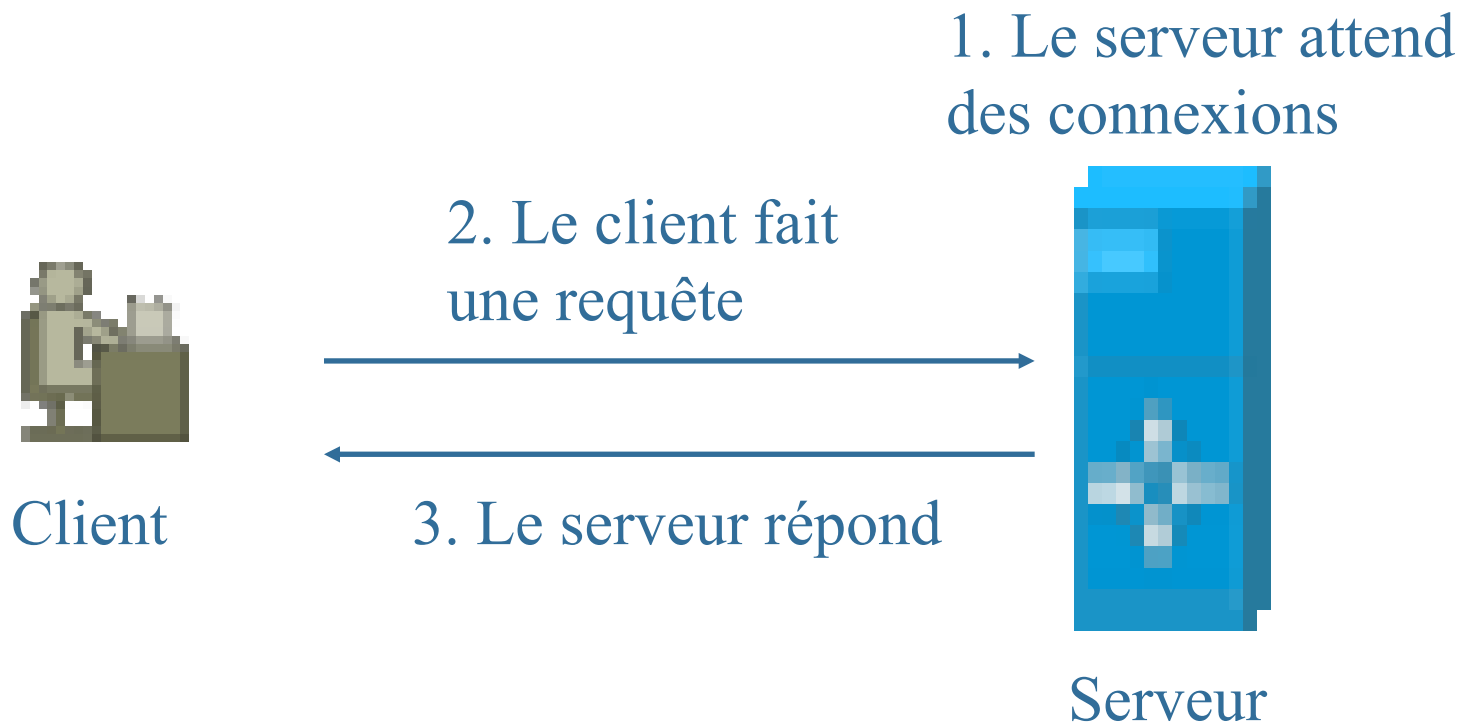 1. Le serveur attend
des connexions
2. Le client fait
une requête
Client
3. Le serveur répond
Serveur